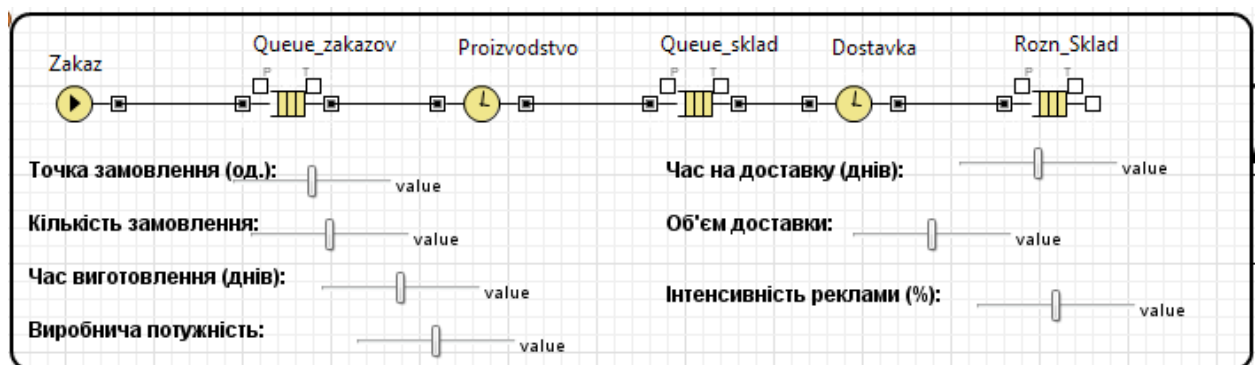 Zakaz
Queue_zakazov
Proizvodstvo
Queue_sklad
Dostavka
Rozn_Sklad
P T
P T
P T
Точка замовлення (од.): value
Кількість замовлення: value
Час виготовлення (днів): value
Виробнича потужність: value
Час на доставку (днів): value
Об'єм доставки: value
Інтенсивність реклами (%): value